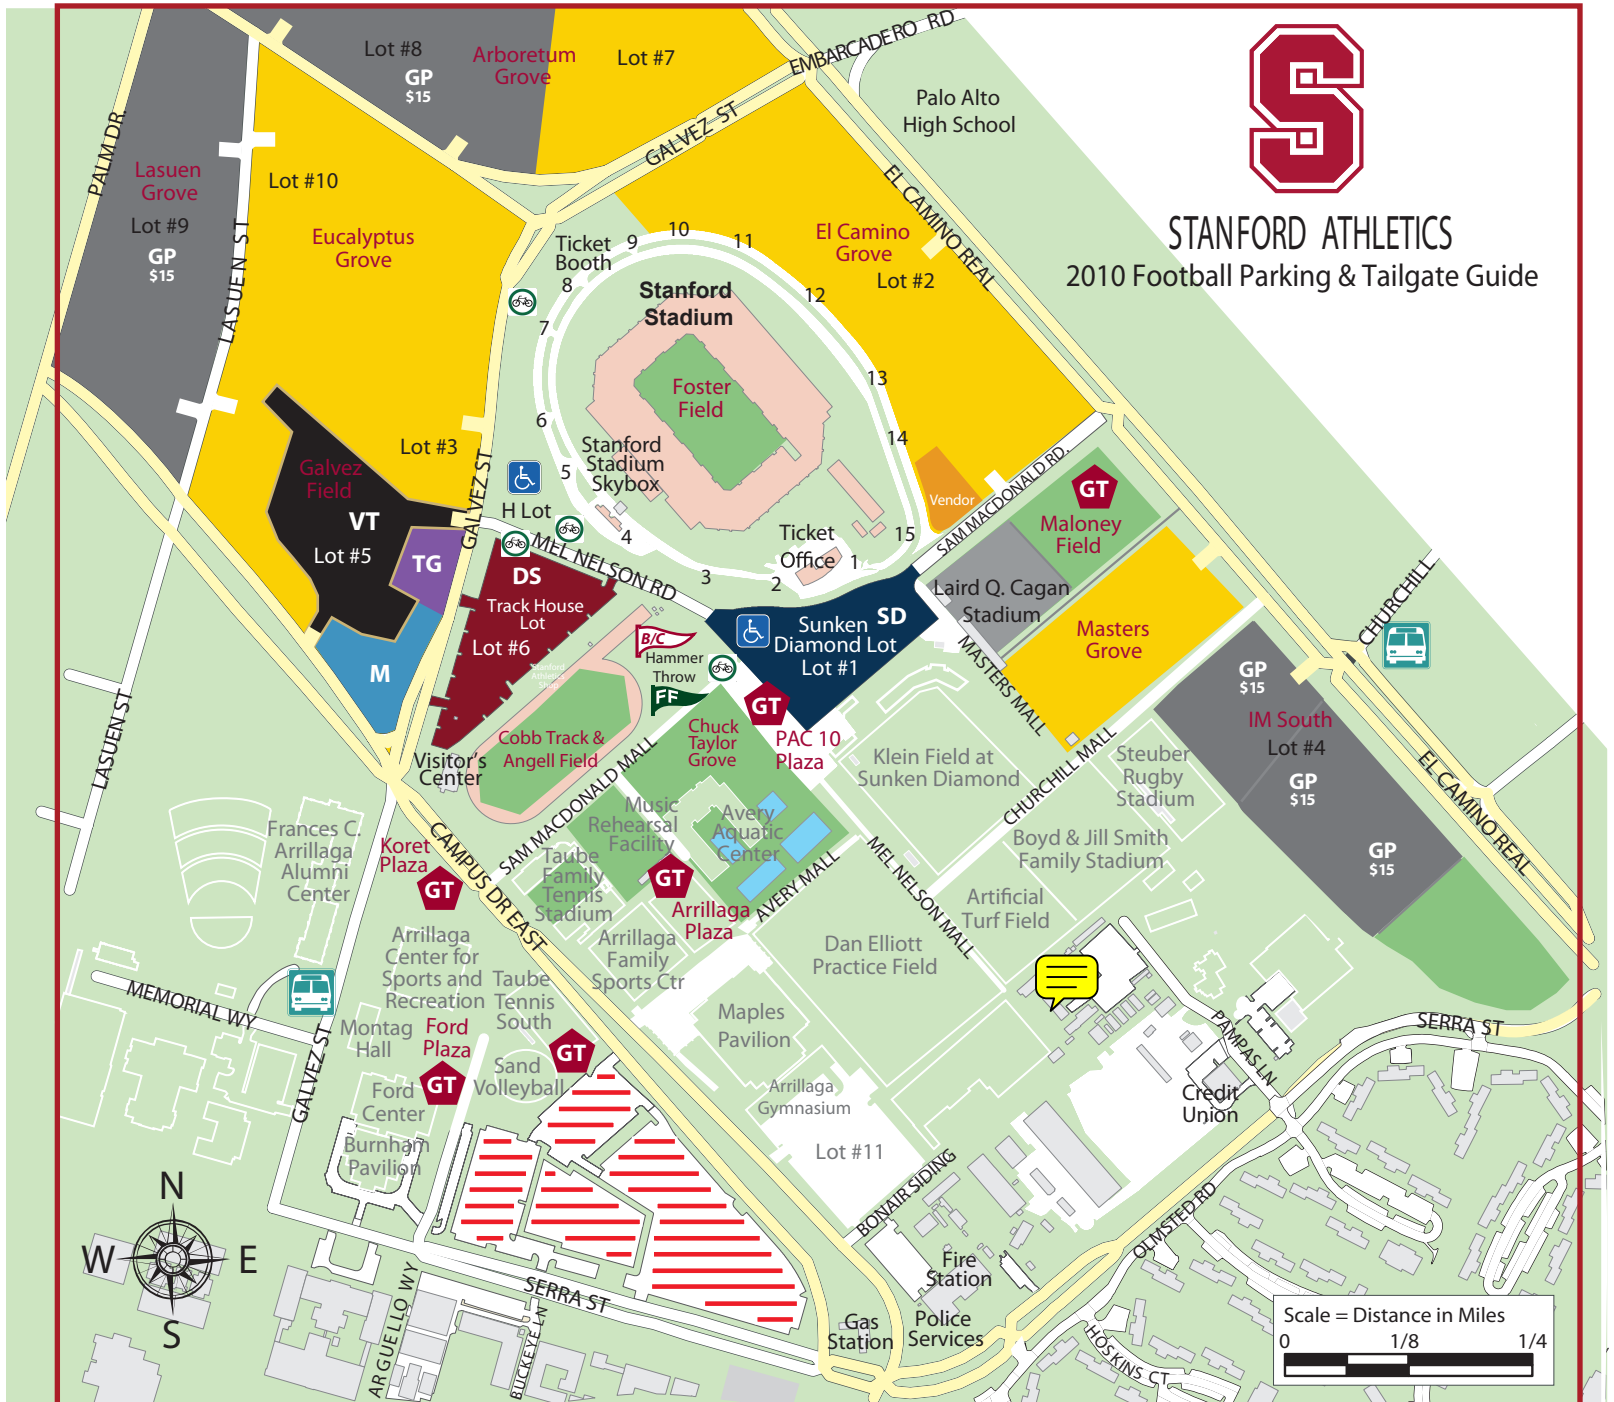 Lot #8
GP
$15
Arboretum
Grove
Lot #7
EMBARCADERO RD
Palo Alto
High School
S
STANFORD ATHLETICS
2010 Football Parking & Tailgate Guide
PALM DR.
GALVEZ ST
EL CAMINO REAL
Lasuen
Grove
Lot #9
GP
$15
LASUEN ST
Lot #10
Eucalyptus
Grove
Ticket
Booth
El Camino
Grove
Lot #2
1
2
3
4
5
6
7
8
9
10
11
12
13
14
15
Stanford
Stadium
Foster
Field
Stanford
Stadium
Skybox
Lot #3
Galvez
Field
VT
Lot #5
TG
M
GALVEZ ST
H Lot
MEL NELSON RD
Ticket
Office
Vendor
SAM MACDONALD RD.
GT
Maloney
Field
Laird Q. Cagan
Stadium
Masters
Grove
MASTERS MALL
DS
Track House
Lot
Lot #6
Stanford
Athletics
Shop
B/C
Hammer
Throw
FF
SD
Sunken
Diamond Lot
Lot #1
GT
PAC 10
Plaza
Chuck
Taylor
Grove
Cobb Track &
Angell Field
Visitor's
Center
SAM MACDONALD MALL
CHURCHILL
GP
$15
IM South
Lot #4
GP
$15
GP
$15
EL CAMINO REAL
Klein Field at
Sunken Diamond
Steuber
Rugby
Stadium
CHURCHILL MALL
Boyd & Jill Smith
Family Stadium
LASUEN ST
Frances C.
Arrillaga
Alumni
Center
Koret
Plaza
GT
CAMPUS DR EAST
Music
Rehearsal
Facility
Avery
Aquatic
Center
Taube
Family
Tennis
Stadium
GT
Arrillaga
Plaza
AVERY MALL
MEL NELSON MALL
Artificial
Turf Field
Dan Elliott
Practice Field
Arrillaga
Family
Sports Ctr
Arrillaga
Center for
Sports and
Recreation
Taube
Tennis
South
MEMORIAL WY
Montag
Hall
Ford
Plaza
GT
GT
Sand
Volleyball
Ford
Center
Burnham
Pavilion
GALVEZ ST
Maples
Pavilion
Arrillaga
Gymnasium
Lot #11
BONAIR SIDING
PAMPAS LN
Credit
Union
SERRA ST
OLMSTED RD
Fire
Station
Police
Services
Gas
Station
HOSKINS CT
SERRA ST
ARGUELLO WY
BUCKEYE LN
N
W
E
S
Scale = Distance in Miles
0
1/8
1/4